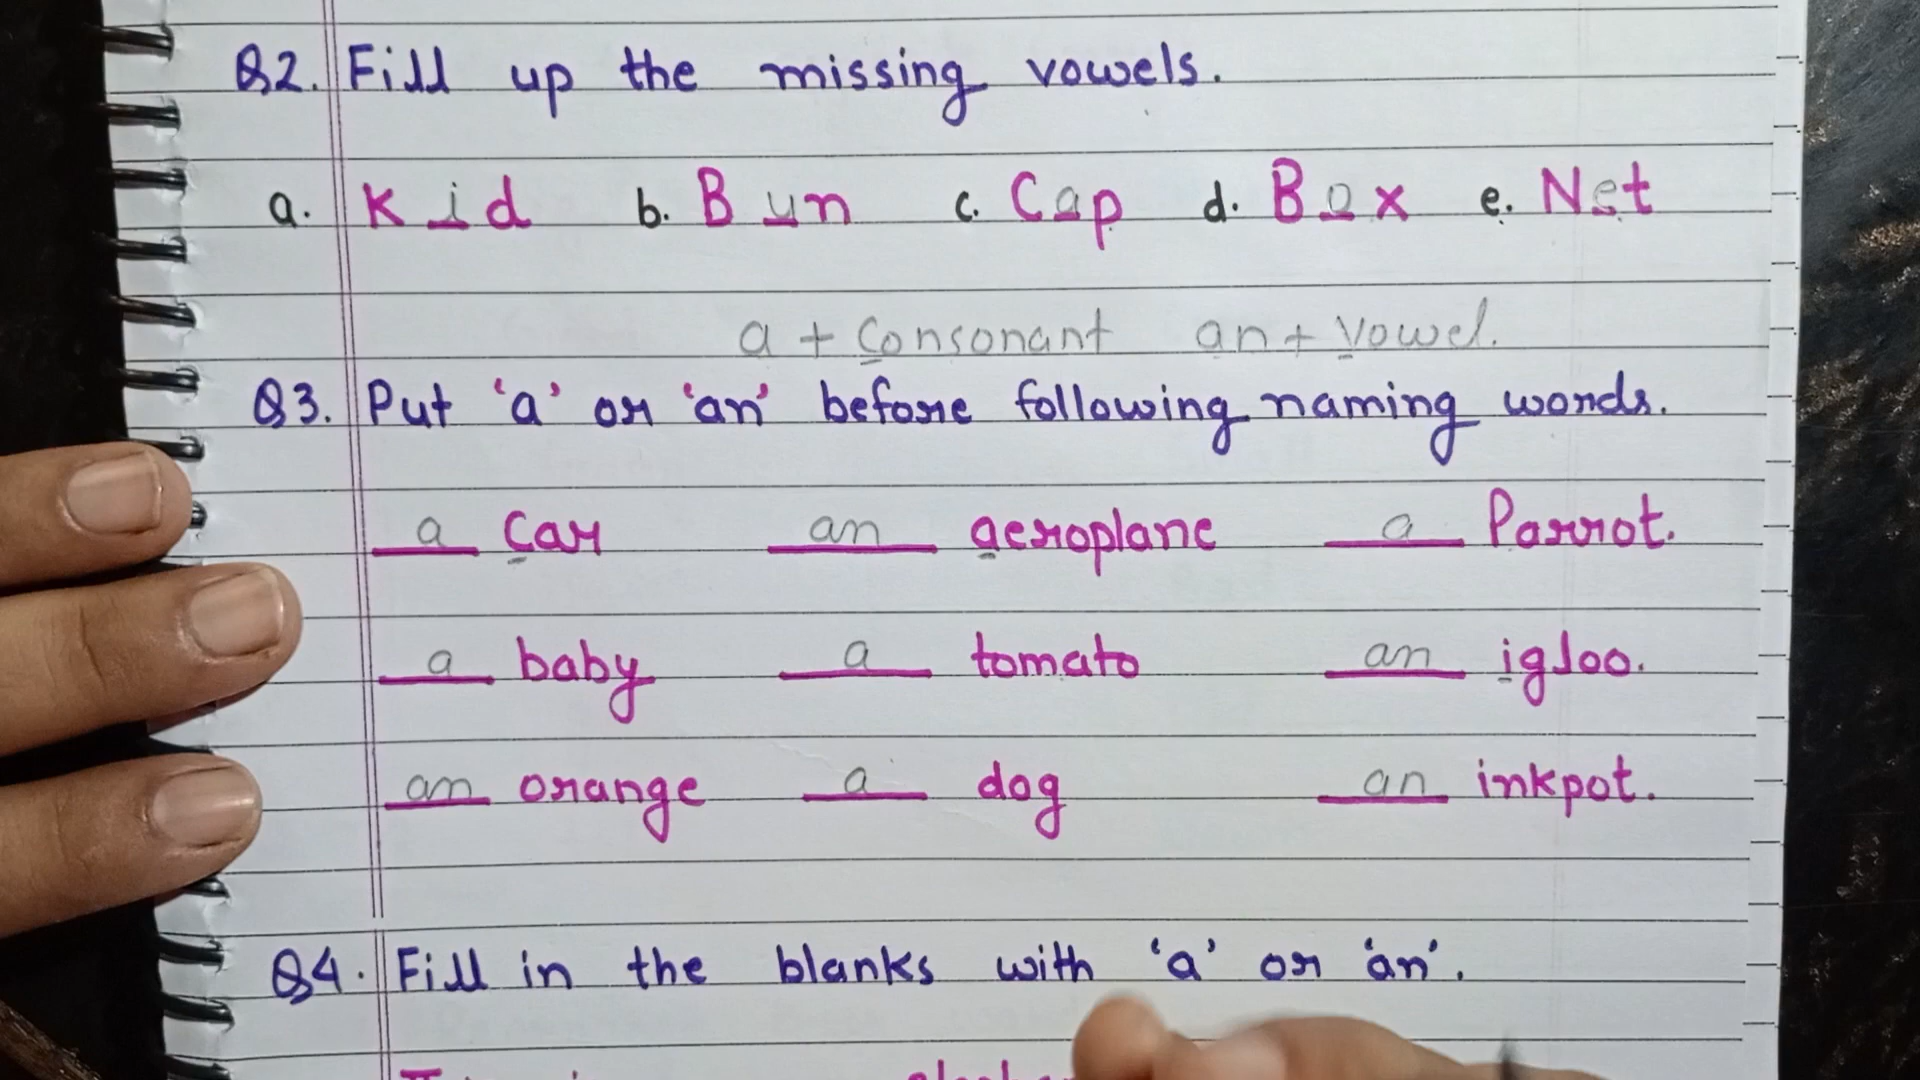 Q2. Fill up the missing vowels.
a. Kid b. Bun c. Cap d. Box e. Net
a + Consonant an + Vowel.
Q3. Put 'a' or 'an' before following naming words.
a Car an aeroplane a Parrot.
a baby a tomato an igloo.
an orange a dog an inkpot.
Q4. Fill in the blanks with 'a' or 'an'.